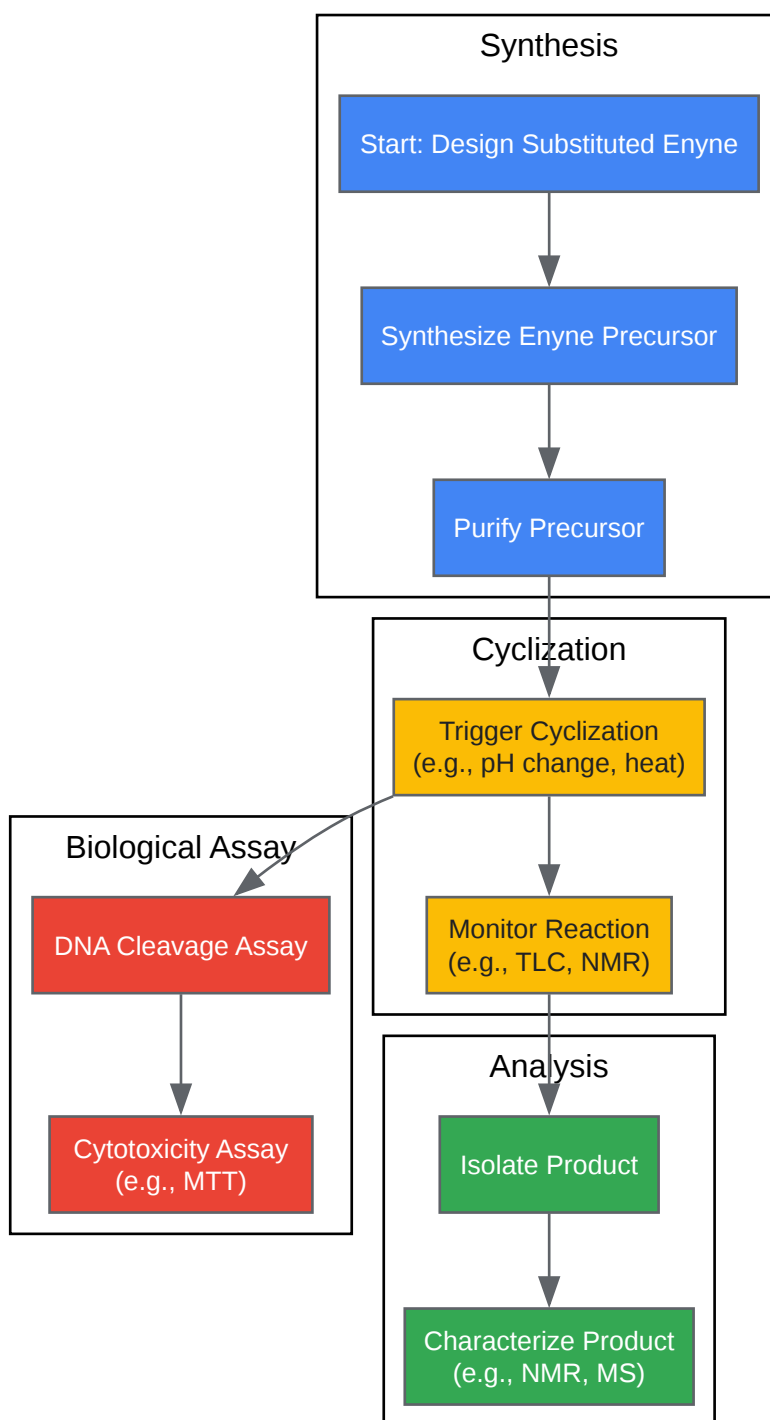 Synthesis
Start: Design Substituted Enyne
Synthesize Enyne Precursor
Purify Precursor
Cyclization
Trigger Cyclization
(e.g., pH change, heat)
Biological Assay
DNA Cleavage Assay
Monitor Reaction
(e.g., TLC, NMR)
Cytotoxicity Assay
(e.g., MTT)
Analysis
Isolate Product
Characterize Product
(e.g., NMR, MS)